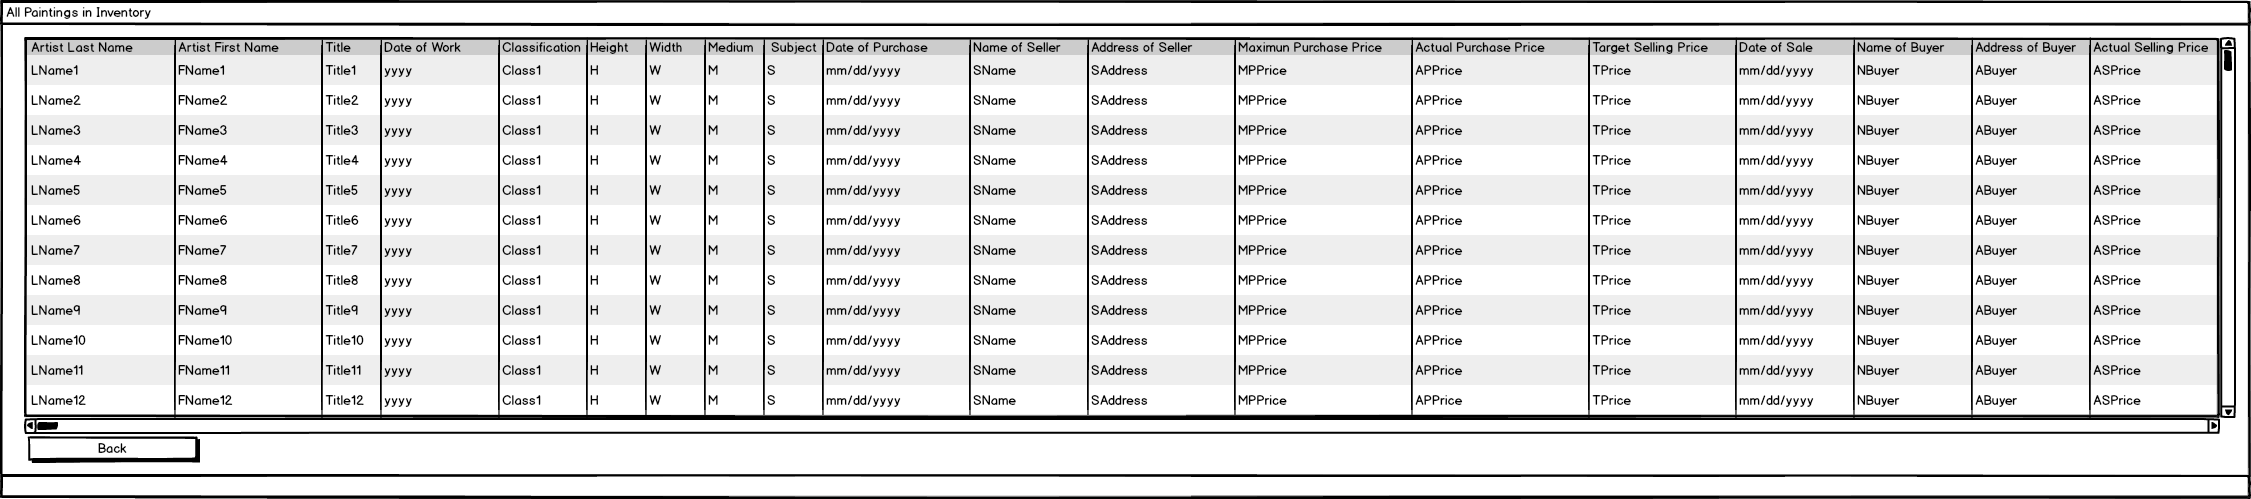 All Paintings in Inventory
Artist Last Name Artist First Name Title Date of Work Classification Height Width Medium Subject Date of Purchase Name of Seller Address of Seller Maximun Purchase Price Actual Purchase Price Target Selling Price Date of Sale Name of Buyer Address of Buyer Actual Selling Price
LName1 FName1 Title1 yyyy Class1 H W M S mm/dd/yyyy SName SAddress MPPrice APPrice TPrice mm/dd/yyyy NBuyer ABuyer ASPrice
LName2 FName2 Title2 yyyy Class1 H W M S mm/dd/yyyy SName SAddress MPPrice APPrice TPrice mm/dd/yyyy NBuyer ABuyer ASPrice
LName3 FName3 Title3 yyyy Class1 H W M S mm/dd/yyyy SName SAddress MPPrice APPrice TPrice mm/dd/yyyy NBuyer ABuyer ASPrice
LName4 FName4 Title4 yyyy Class1 H W M S mm/dd/yyyy SName SAddress MPPrice APPrice TPrice mm/dd/yyyy NBuyer ABuyer ASPrice
LName5 FName5 Title5 yyyy Class1 H W M S mm/dd/yyyy SName SAddress MPPrice APPrice TPrice mm/dd/yyyy NBuyer ABuyer ASPrice
LName6 FName6 Title6 yyyy Class1 H W M S mm/dd/yyyy SName SAddress MPPrice APPrice TPrice mm/dd/yyyy NBuyer ABuyer ASPrice
LName7 FName7 Title7 yyyy Class1 H W M S mm/dd/yyyy SName SAddress MPPrice APPrice TPrice mm/dd/yyyy NBuyer ABuyer ASPrice
LName8 FName8 Title8 yyyy Class1 H W M S mm/dd/yyyy SName SAddress MPPrice APPrice TPrice mm/dd/yyyy NBuyer ABuyer ASPrice
LName9 FName9 Title9 yyyy Class1 H W M S mm/dd/yyyy SName SAddress MPPrice APPrice TPrice mm/dd/yyyy NBuyer ABuyer ASPrice
LName10 FName10 Title10 yyyy Class1 H W M S mm/dd/yyyy SName SAddress MPPrice APPrice TPrice mm/dd/yyyy NBuyer ABuyer ASPrice
LName11 FName11 Title11 yyyy Class1 H W M S mm/dd/yyyy SName SAddress MPPrice APPrice TPrice mm/dd/yyyy NBuyer ABuyer ASPrice
LName12 FName12 Title12 yyyy Class1 H W M S mm/dd/yyyy SName SAddress MPPrice APPrice TPrice mm/dd/yyyy NBuyer ABuyer ASPrice
Back